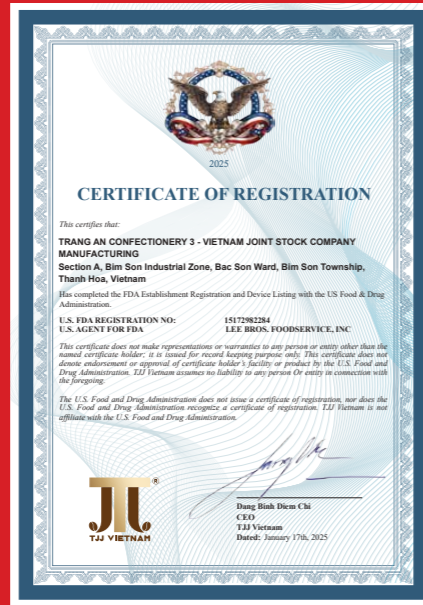 2025
CERTIFICATE OF REGISTRATION
This certifies that:
TRANG AN CONFECTIONERY 3 - VIETNAM JOINT STOCK COMPANY
MANUFACTURING
Section A, Bim Son Industrial Zone, Bac Son Ward, Bim Son Township,
Thanh Hoa, Vietnam
Has completed the FDA Establishment Registration and Device Listing with the US Food & Drug
Administration.
U.S. FDA REGISTRATION NO: 15172982284
U.S. AGENT FOR FDA LEE BROS. FOODSERVICE, INC
This certificate does not make representations or warranties to any person or entity other than the
named certificate holder; it is issued for record keeping purpose only. This certificate does not
denote endorsement or approval of certificate holder's facility or product by the U.S. Food and
Drug Administration. TJJ Vietnam assumes no liability to any person Or entity in connection with
the foregoing.
The U.S. Food and Drug Administration does not issue a certificate of registration, nor does the
U.S. Food and Drug Administration recognize a certificate of registration. TJJ Vietnam is not
affiliate with the U.S. Food and Drug Administration.
Dang Binh Diem Chi
CEO
TJJ Vietnam
Dated: January 17th, 2025
®
TJJ VIETNAM